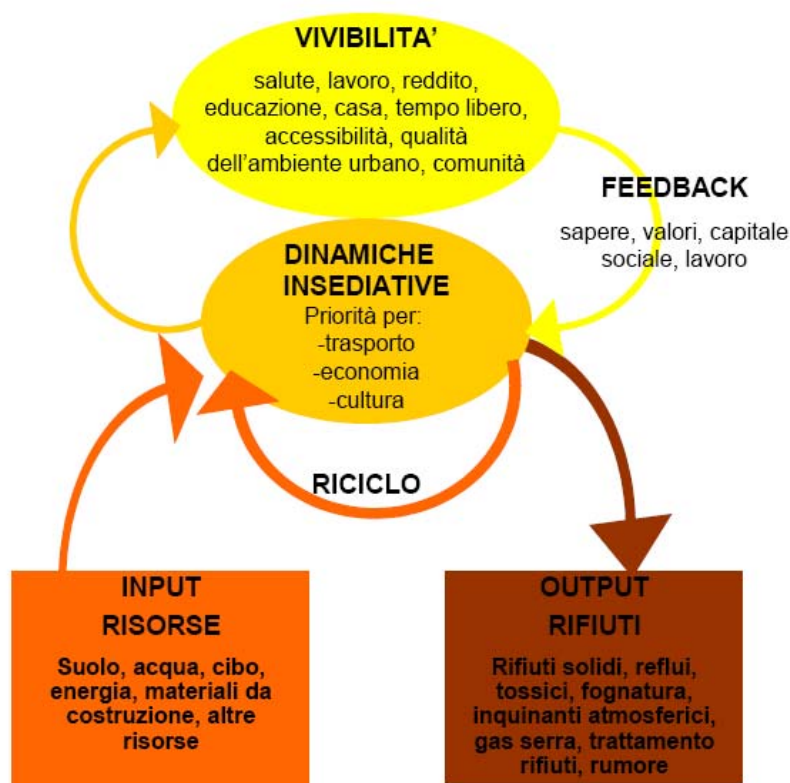 VIVIBILITA'
salute, lavoro, reddito,
educazione, casa, tempo libero,
accessibilità, qualità
dell'ambiente urbano, comunità
FEEDBACK
sapere, valori, capitale
sociale, lavoro
DINAMICHE
INSEDIATIVE
Priorità per:
-trasporto
-economia
-cultura
RICICLO
INPUT
RISORSE
Suolo, acqua, cibo,
energia, materiali da
costruzione, altre
risorse
OUTPUT
RIFIUTI
Rifiuti solidi, reflui,
tossici, fognatura,
inquinanti atmosferici,
gas serra, trattamento
rifiuti, rumore